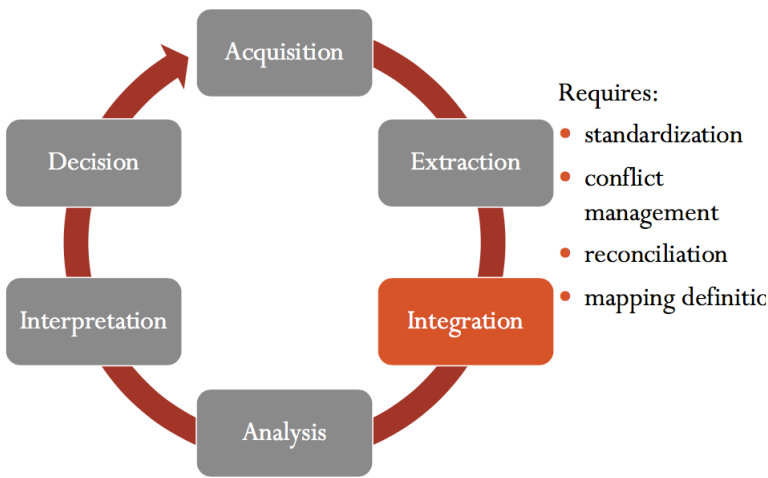 Acquisition
Extraction
Integration
Analysis
Interpretation
Decision
Requires:
• standardization
• conflict
management
• reconciliation
• mapping definitio